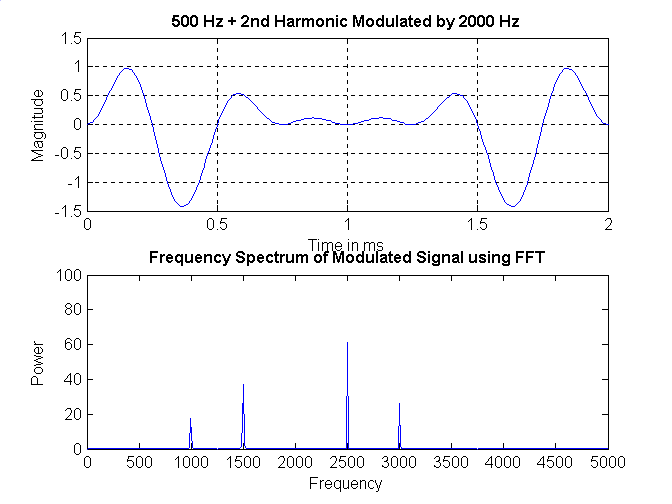 500 Hz + 2nd Harmonic Modulated by 2000 Hz
1.5
1
0.5
0
-0.5
-1
-1.5
Magnitude
0 0.5 1 1.5 2
Time in ms
Frequency Spectrum of Modulated Signal using FFT
100
80
60
40
20
0
Power
0 500 1000 1500 2000 2500 3000 3500 4000 4500 5000
Frequency